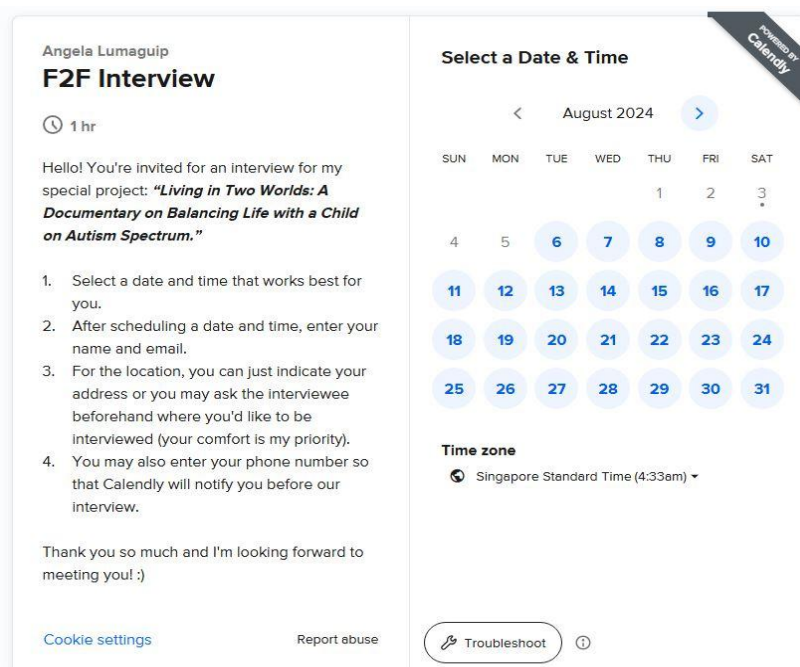 Angela Lumaguip
F2F Interview
1 hr
Hello! You're invited for an interview for my
special project: “Living in Two Worlds: A
Documentary on Balancing Life with a Child
on Autism Spectrum.”
1. Select a date and time that works best for
you.
2. After scheduling a date and time, enter your
name and email.
3. For the location, you can just indicate your
address or you may ask the interviewee
beforehand where you'd like to be
interviewed (your comfort is my priority).
4. You may also enter your phone number so
that Calendly will notify you before our
interview.
Thank you so much and I'm looking forward to
meeting you! :)
Cookie settings
Report abuse
POWERED BY
Calendly
Select a Date & Time
August 2024
SUN MON TUE WED THU FRI SAT
1 2 3
4 5 6 7 8 9 10
11 12 13 14 15 16 17
18 19 20 21 22 23 24
25 26 27 28 29 30 31
Time zone
Singapore Standard Time (4:33am)
Troubleshoot